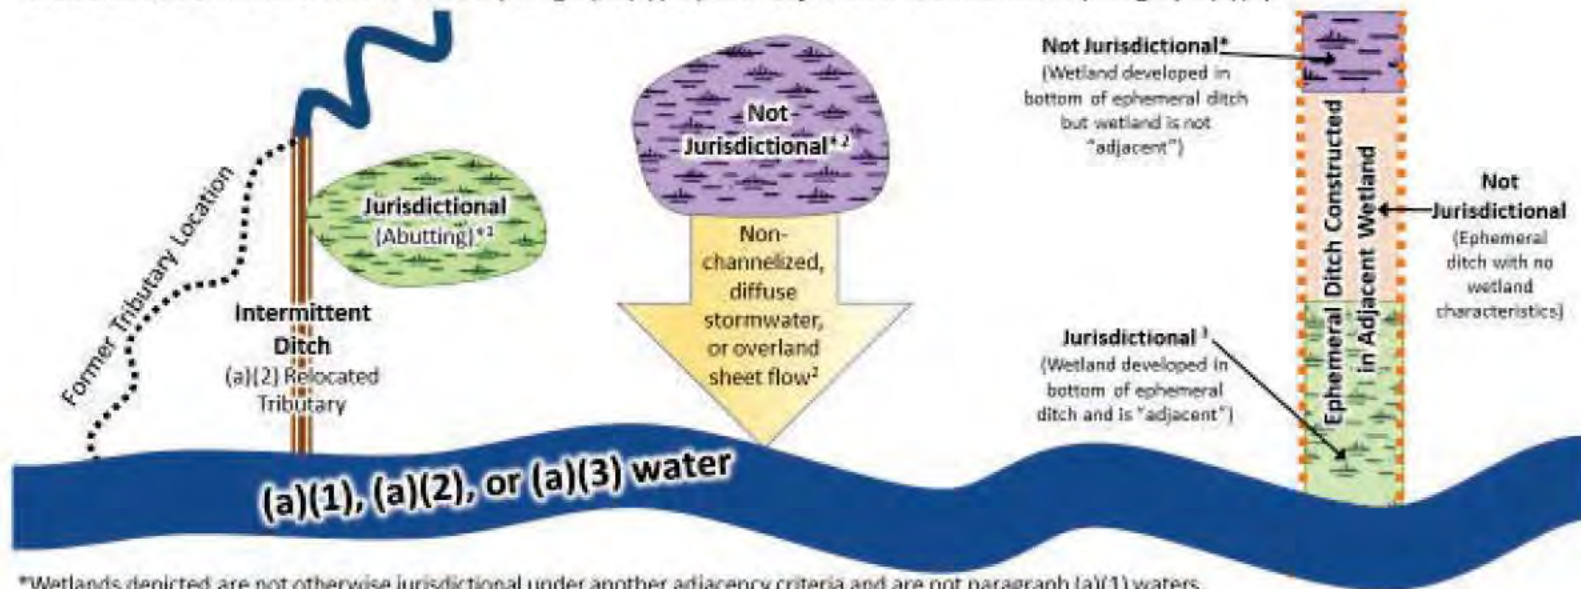 Former Tributary Location
Jurisdictional
(Abutting)*¹
Intermittent
Ditch
(a)(2) Relocated
Tributary
Not-
Jurisdictional*²
Non-
channelized,
diffuse
stormwater,
or overland
sheet flow²
Not Jurisdictional*
(Wetland developed in
bottom of ephemeral ditch
but wetland is not
"adjacent")
Jurisdictional³
(Wetland developed in
bottom of ephemeral
ditch and is "adjacent")
Ephemeral Ditch Constructed
in Adjacent Wetland
Not
Jurisdictional
(Ephemeral
ditch with no
wetland
characteristics)
(a)(1), (a)(2), or (a)(3) water
*Wetlands depicted are not otherwise jurisdictional under another adjacency criteria and are not paragraph (a)(1) waters